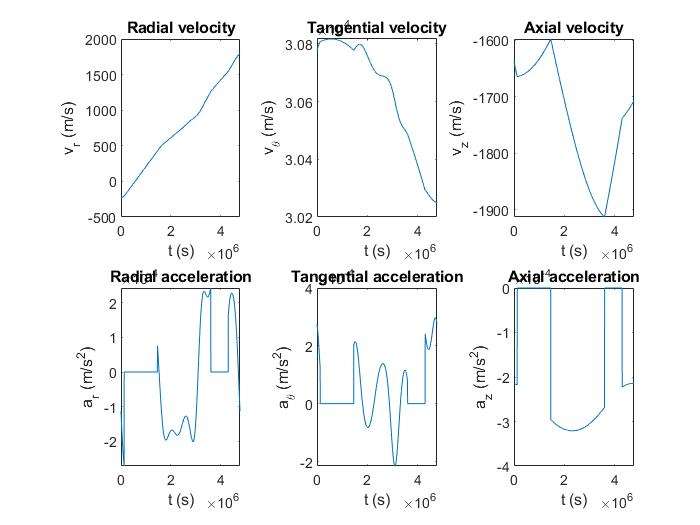 Radial velocity
2000
1500
1000
500
0
-500
v_r (m/s)
0 2 4
t (s) ×10^6
Tangential velocity
3.08
3.06
3.04
3.02
v_θ (m/s)
0 2 4
t (s) ×10^6
Axial velocity
-1600
-1700
-1800
-1900
v_z (m/s)
0 2 4
t (s) ×10^6
Radial acceleration
2
1
0
-1
-2
a_r (m/s^2)
0 2 4
t (s) ×10^6
Tangential acceleration
4
2
0
-2
a_θ (m/s^2)
0 2 4
t (s) ×10^6
Axial acceleration
0
-1
-2
-3
-4
a_z (m/s^2)
0 2 4
t (s) ×10^6